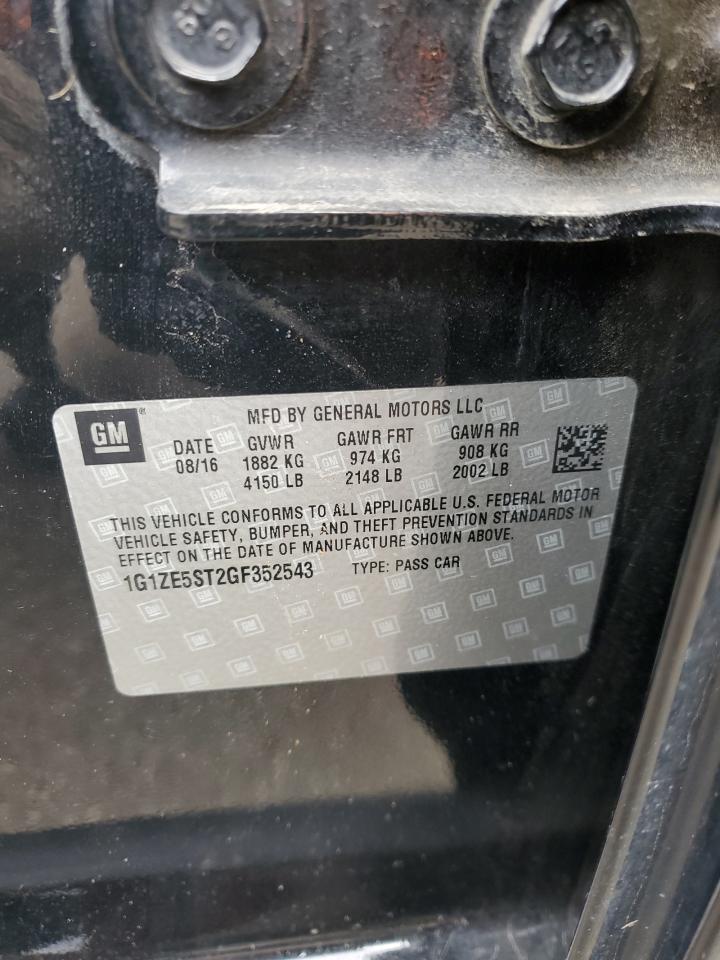 GM ®
MFD BY GENERAL MOTORS LLC
DATE GVWR GAWR FRT GAWR RR
08/16 1882 KG 974 KG 908 KG
4150 LB 2148 LB 2002 LB
THIS VEHICLE CONFORMS TO ALL APPLICABLE U.S. FEDERAL MOTOR
VEHICLE SAFETY, BUMPER, AND THEFT PREVENTION STANDARDS IN
EFFECT ON THE DATE OF MANUFACTURE SHOWN ABOVE.
1G1ZE5ST2GF352543 TYPE: PASS CAR